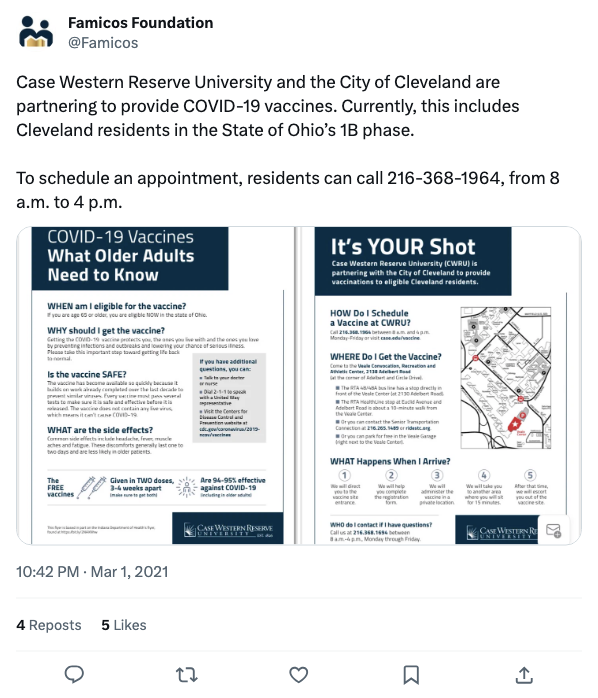 Famicos Foundation
@Famicos
Case Western Reserve University and the City of Cleveland are
partnering to provide COVID-19 vaccines. Currently, this includes
Cleveland residents in the State of Ohio’s 1B phase.
To schedule an appointment, residents can call 216-368-1964, from 8
a.m. to 4 p.m.
COVID-19 Vaccines
What Older Adults
Need to Know
WHEN am I eligible for the vaccine?
If you are age 65 or older, you are eligible NOW in the state of Ohio.
WHY should I get the vaccine?
Getting the COVID-19 vaccine protects you, the ones you live with and the ones you love
by preventing infections and outbreaks and lowering your chance of serious illness.
Please take this important step toward getting life back
to normal.
Is the vaccine SAFE?
The vaccine has become available so quickly because it
builds on work already completed over the last decade to
prevent similar viruses. Every vaccine must pass several
tests to make sure it is safe and effective before it is
released. The vaccine does not contain any live virus,
which means it can't cause COVID-19.
WHAT are the side effects?
Common side effects include headache, fever, muscle
aches and fatigue. These discomforts generally last one to
two days and are less likely in older patients.
If you have additional
questions, you can:
• Talk to your doctor
or nurse
• Dial 2-1-1 to speak
with a United Way
representative
• Visit the Centers for
Disease Control and
Prevention website at
cdc.gov/coronavirus/2019-
ncov/vaccines
The
FREE
vaccines
Given in TWO doses,
3-4 weeks apart
(make sure to get both)
Are 94-95% effective
against COVID-19
(including in older adults)
This flyer is based in part on the Indiana Department of Health's flyer,
CASE WESTERN RESERVE
UNIVERSITY EST. 1826
It’s YOUR Shot
Case Western Reserve University (CWRU) is
partnering with the City of Cleveland to provide
vaccinations to eligible Cleveland residents.
HOW Do I Schedule
a Vaccine at CWRU?
Call 216.368.1964 between 8 a.m. and 4 p.m.
Monday-Friday or visit case.edu/vaccine.
WHERE Do I Get the Vaccine?
Come to the Veale Convocation, Recreation and
Athletic Center, 2130 Adelbert Road
(at the corner of Adelbert and Circle Drive).
■ The RTA 48/48A bus line has a stop directly in
front of the Veale Center (at 2130 Adelbert Road).
■ The RTA Healthline stop at Euclid Avenue and
Adelbert Road is about a 10-minute walk from
the Veale Center.
■ Or you can contact the Senior Transportation
Connection at 216.265.1489 or ridestc.org.
■ Or you can park for free in the Veale Garage
(right next to the Veale Center).
WHAT Happens When I Arrive?
1 2 3 4 5
We will direct
you to the
vaccine site
entrance.
We will help
you complete
the registration
form.
We will
administer the
vaccine in a
private location.
We will take you
to another area
where you will sit
for 15 minutes.
After that time,
we will escort
you out of the
vaccine site.
WHO do I contact if I have questions?
Call us at 216.368.1694 between
8 a.m.-4 p.m., Monday through Friday.
CASE WESTERN RE
UNIVERSITY
10:42 PM · Mar 1, 2021
4 Reposts 5 Likes